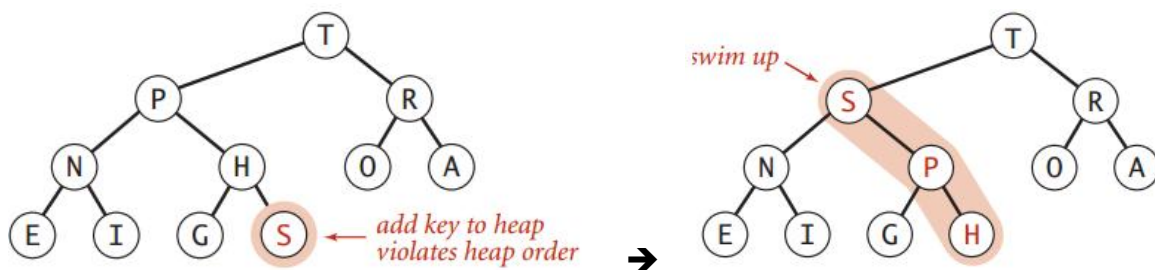 T
P
R
N
H
O
A
E
I
G
S
add key to heap
violates heap order
➔
swim up
T
S
R
N
P
O
A
E
I
G
H